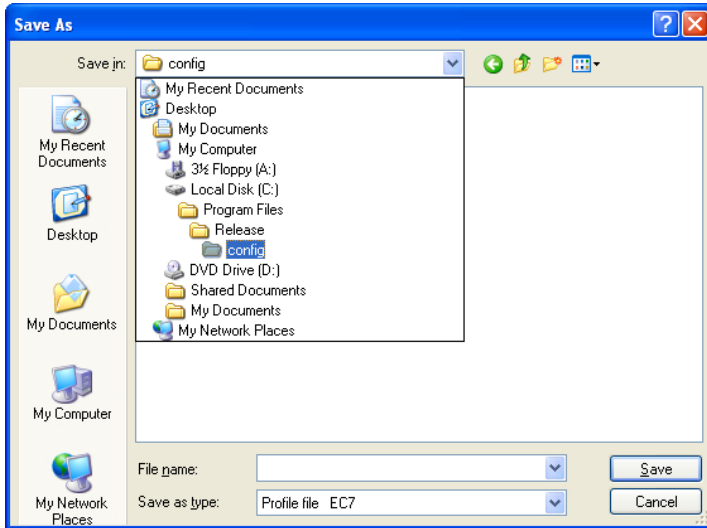 Save As
Save in: config
My Recent Documents
Desktop
My Documents
My Computer
3½ Floppy (A:)
Local Disk (C:)
Program Files
Release
config
DVD Drive (D:)
Shared Documents
My Documents
My Network Places
My Recent
Documents
Desktop
My Documents
My Computer
My Network
Places
File name:
Save
Save as type: Profile file EC7
Cancel